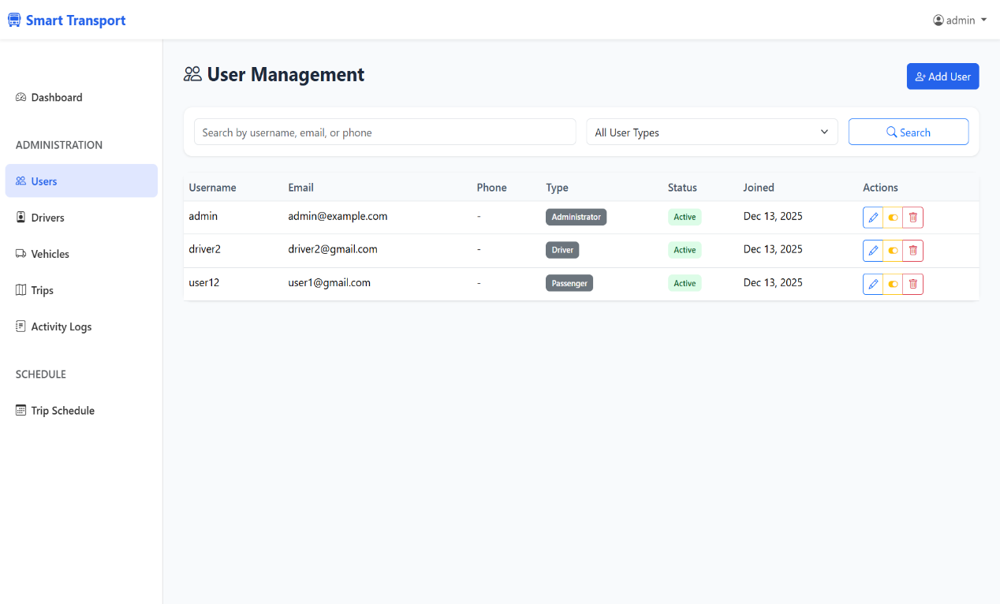 Smart Transport
admin
Dashboard
ADMINISTRATION
Users
Drivers
Vehicles
Trips
Activity Logs
SCHEDULE
Trip Schedule
User Management
Add User
Search by username, email, or phone
All User Types
Search
Username Email Phone Type Status Joined Actions
admin admin@example.com - Administrator Active Dec 13, 2025
driver2 driver2@gmail.com - Driver Active Dec 13, 2025
user12 user1@gmail.com - Passenger Active Dec 13, 2025